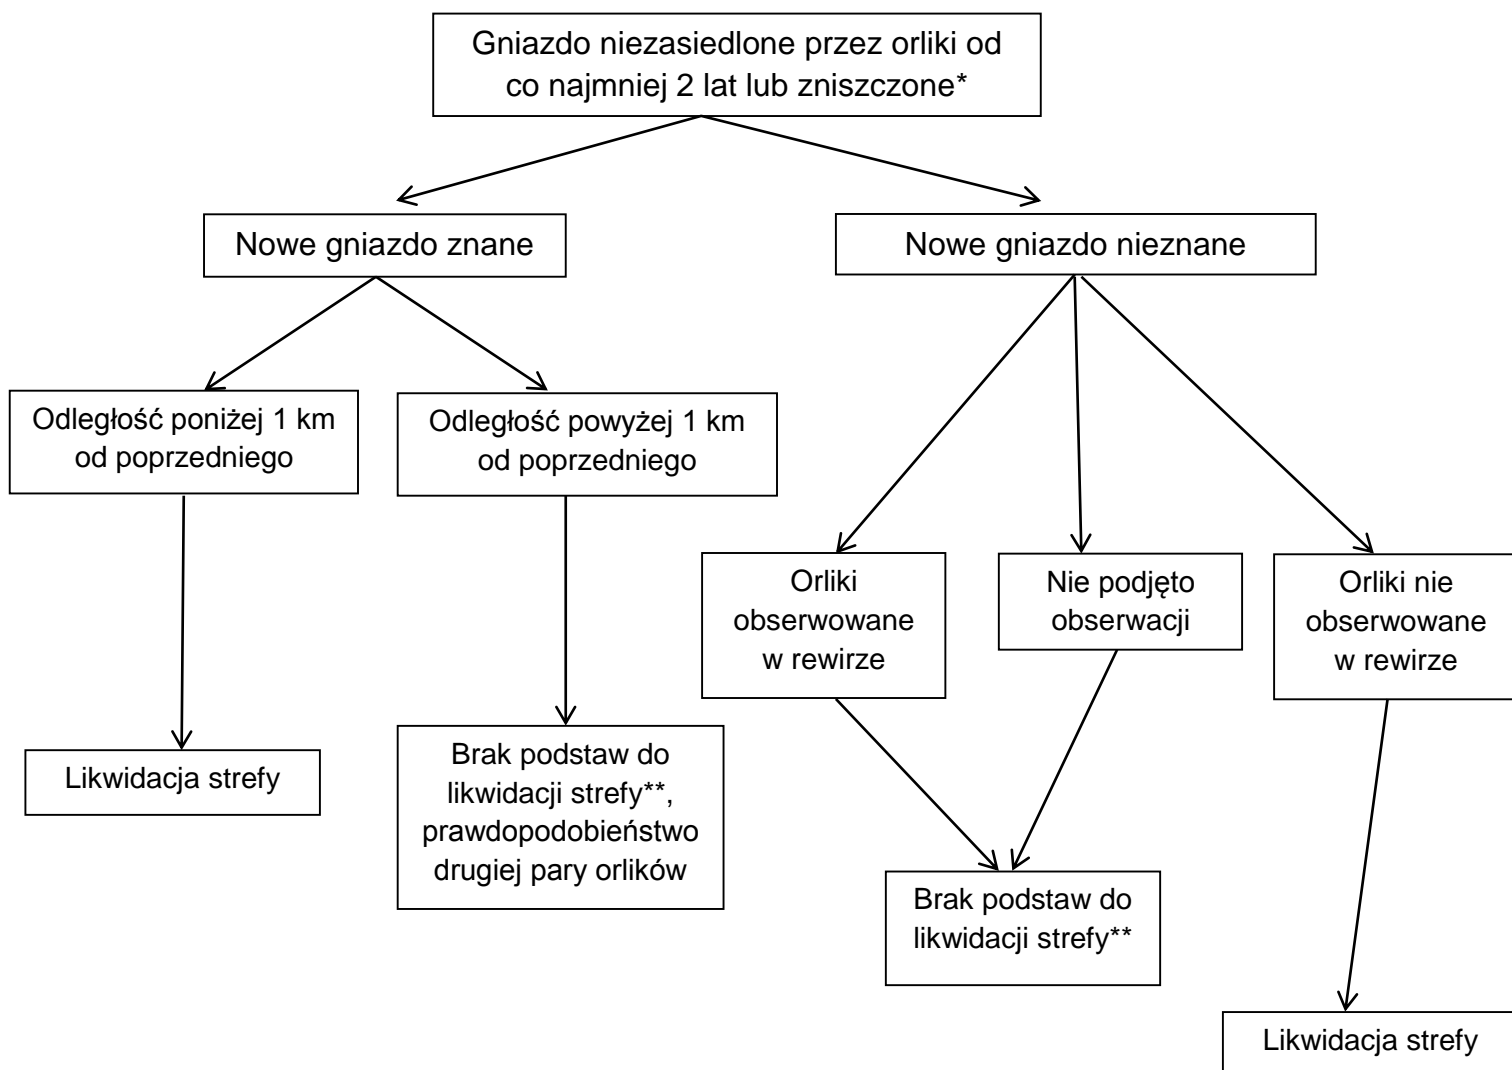 Gniazdo niezasiedlone przez orliki od
co najmniej 2 lat lub zniszczone*
Nowe gniazdo znane
Nowe gniazdo nieznane
Odległość poniżej 1 km
od poprzedniego
Odległość powyżej 1 km
od poprzedniego
Orliki
obserwowane
w rewirze
Nie podjęto
obserwacji
Orliki nie
obserwowane
w rewirze
Likwidacja strefy
Brak podstaw do
likwidacji strefy**,
prawdopodobieństwo
drugiej pary orlików
Brak podstaw do
likwidacji strefy**
Likwidacja strefy